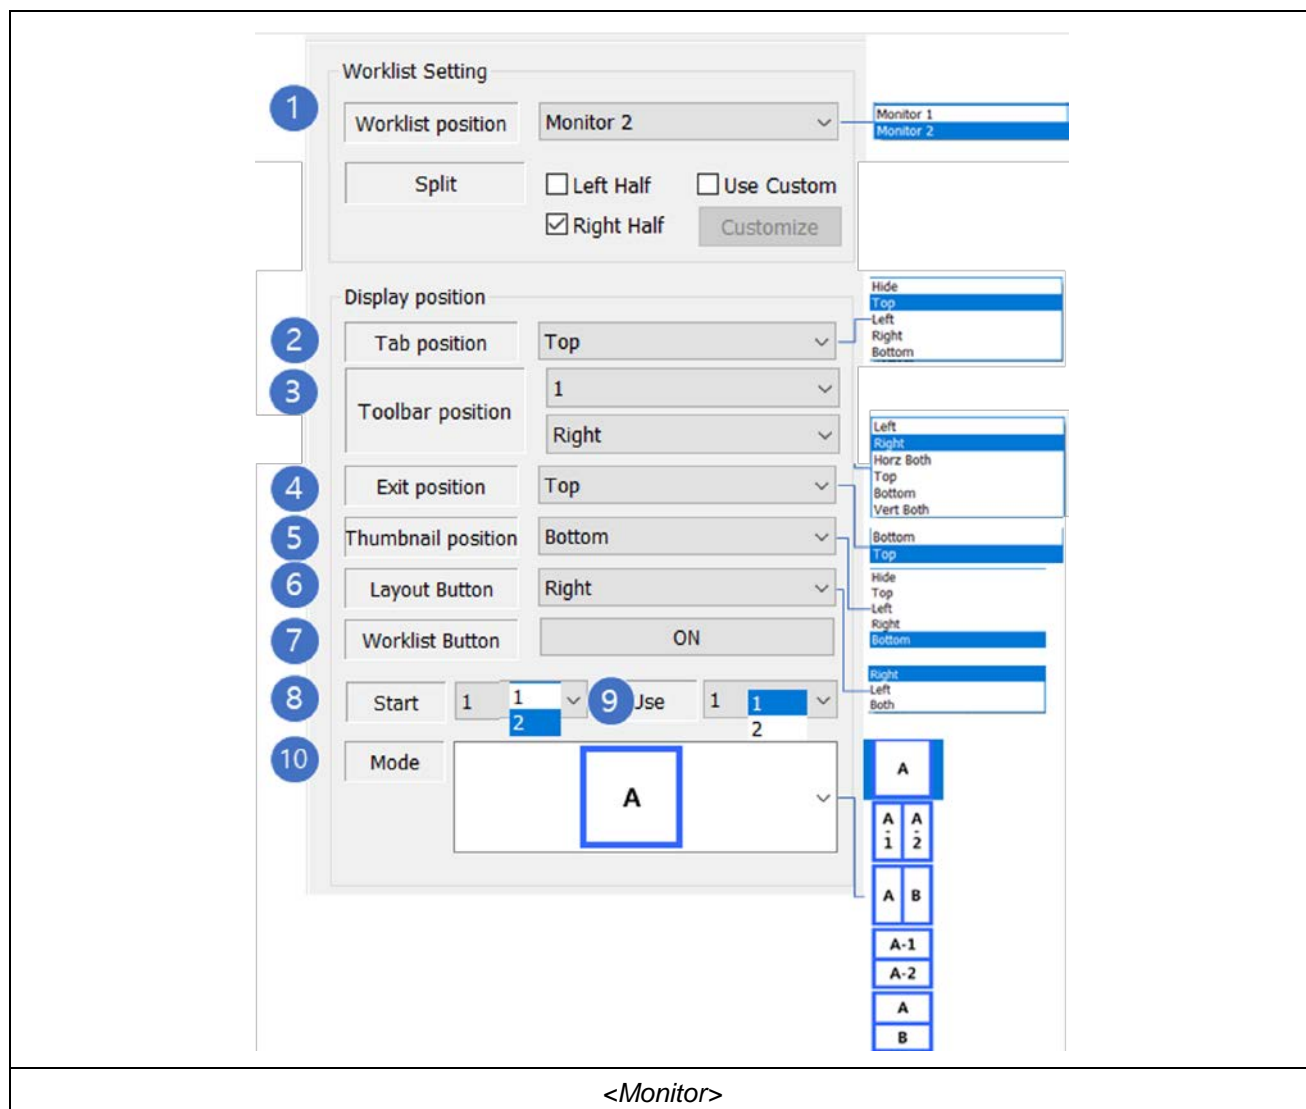 Worklist Setting
1
Worklist position
Monitor 2
Monitor 1
Monitor 2
Split
Left Half
Use Custom
Right Half
Customize
Display position
2
Tab position
Top
Hide
Top
Left
Right
Bottom
3
Toolbar position
1
Right
Left
Right
Horz Both
Top
Bottom
Vert Both
4
Exit position
Top
Bottom
Top
5
Thumbnail position
Bottom
Hide
Top
Left
Right
Bottom
6
Layout Button
Right
Right
Left
Both
7
Worklist Button
ON
8
Start
1
1
2
9
Use
1
1
2
10
Mode
A
A
A-1
A-2
A B
A-1
A-2
A
B
<Monitor>